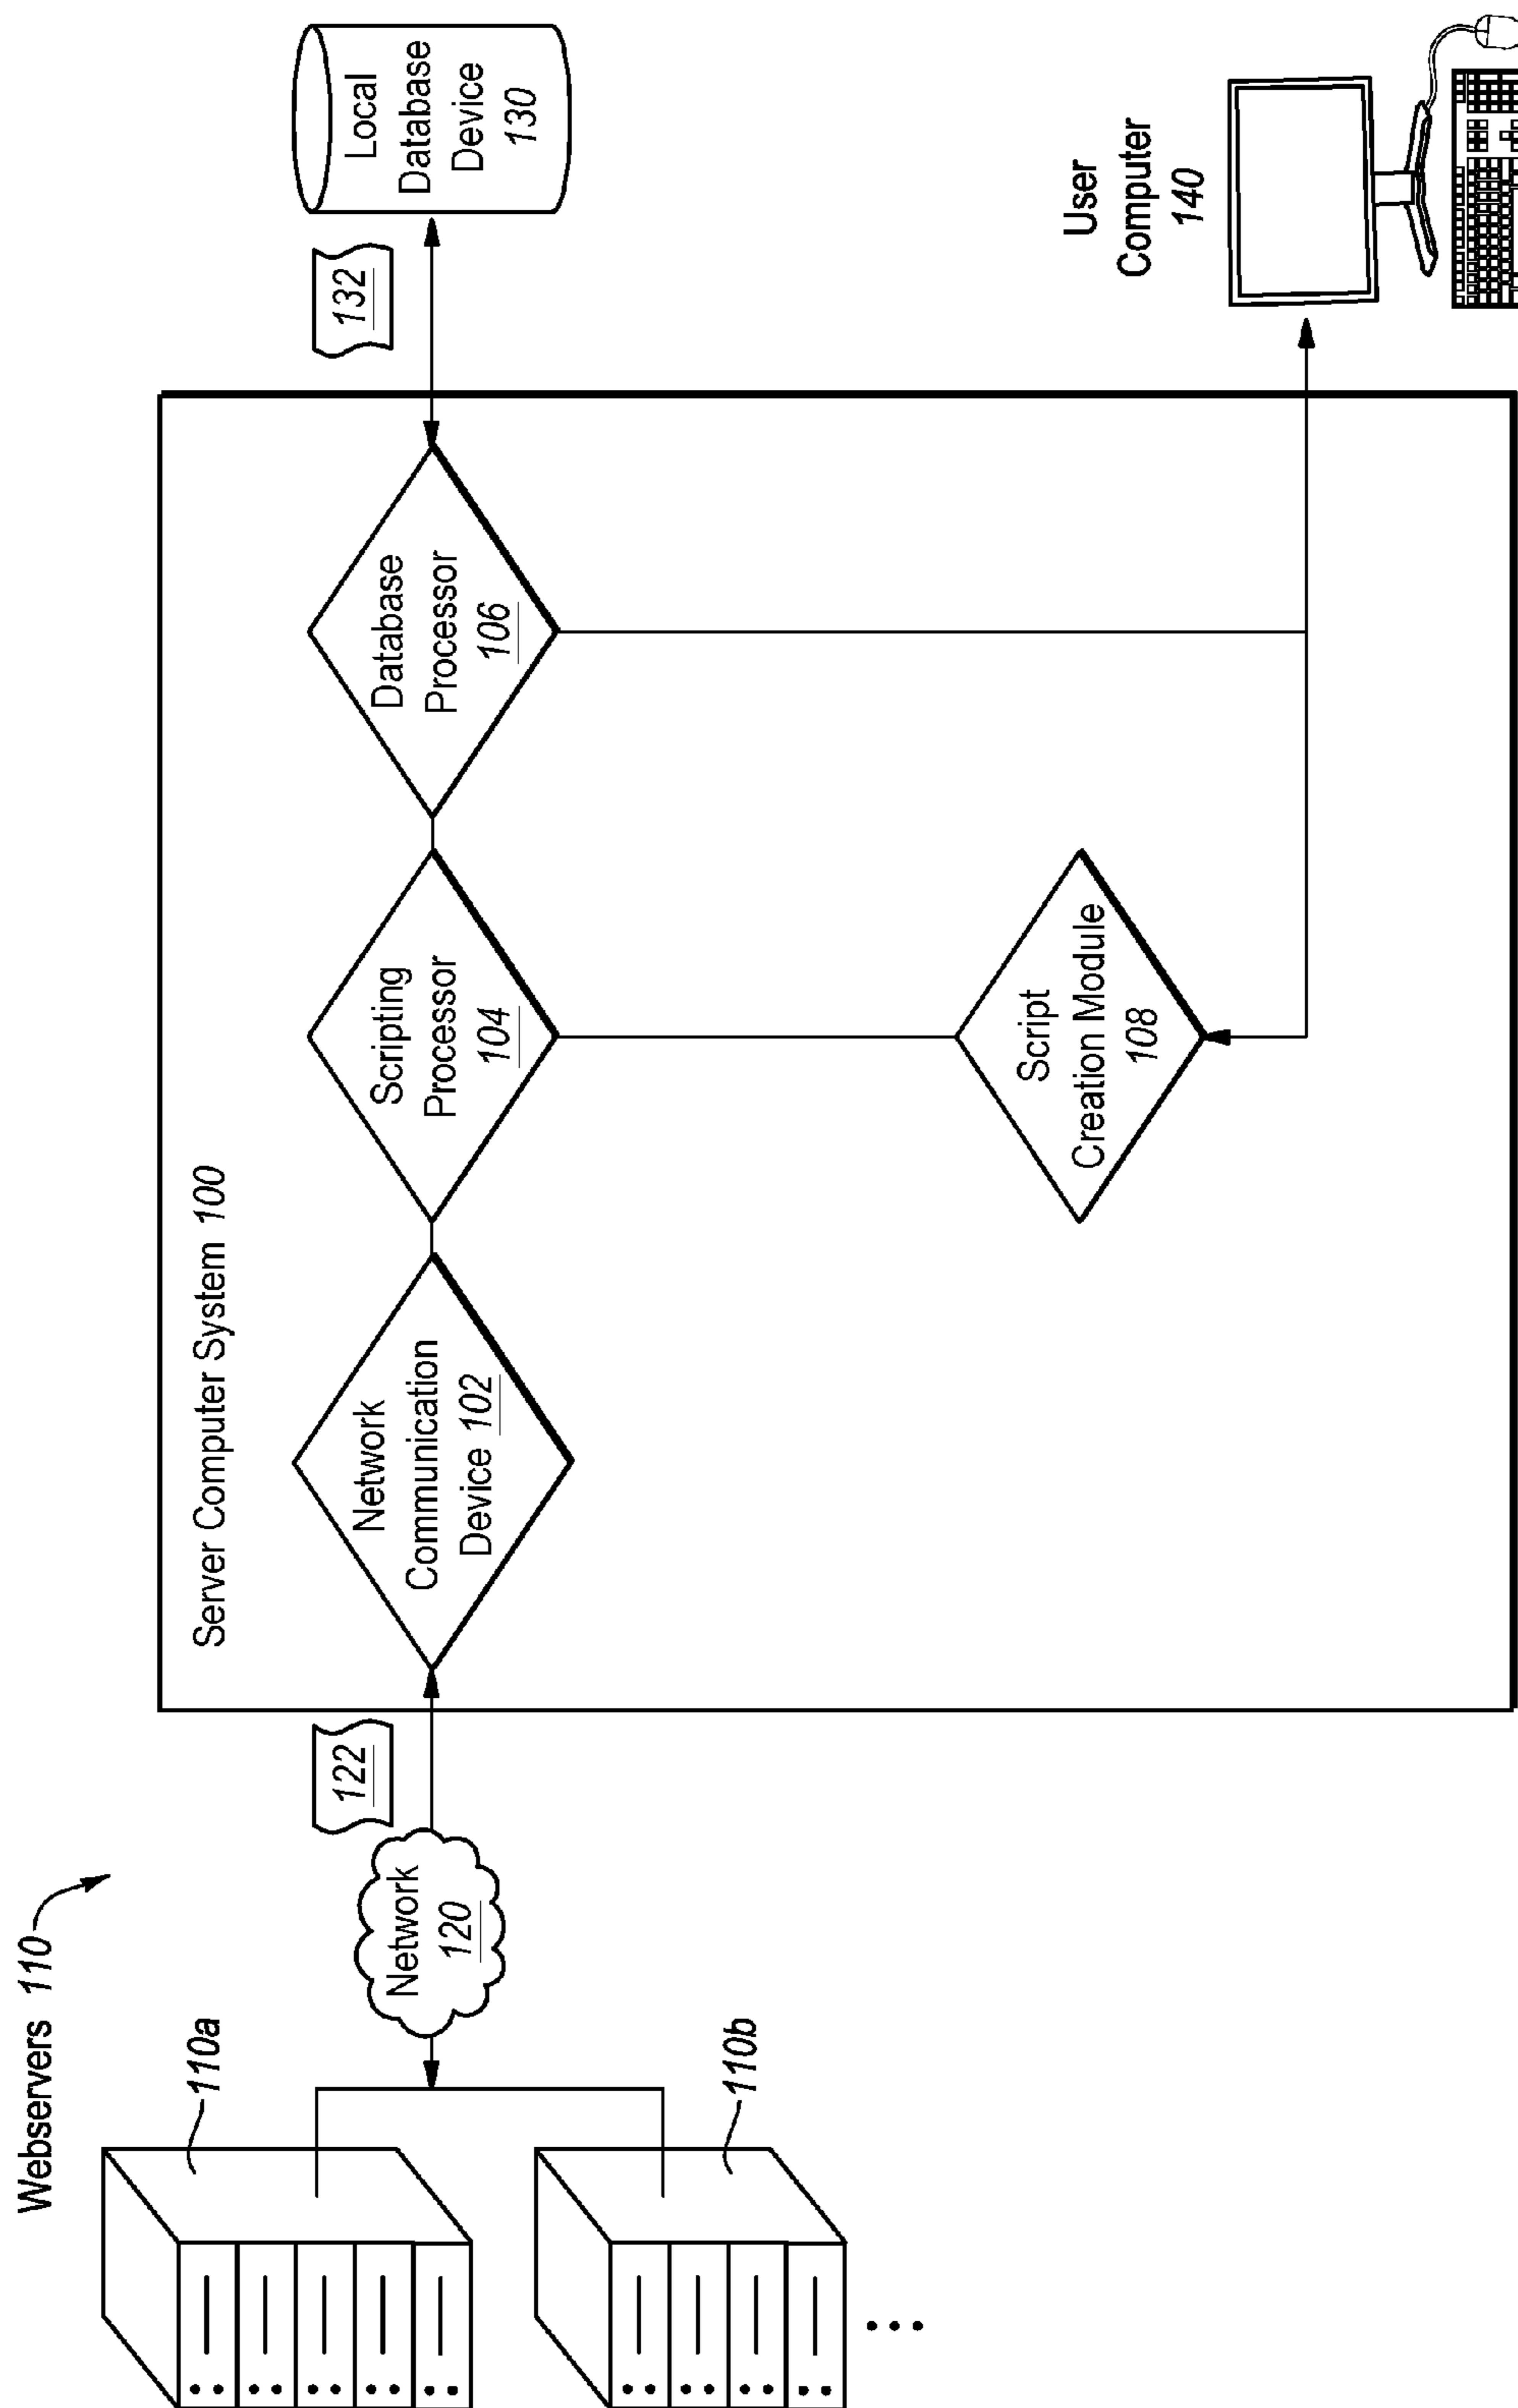 Webservers 110
110a
110b
Network
120
122
Server Computer System 100
Network
Communication
Device 102
Scripting
Processor
104
Database
Processor
106
Script
Creation Module
108
132
Local
Database
Device
130
User
Computer
140